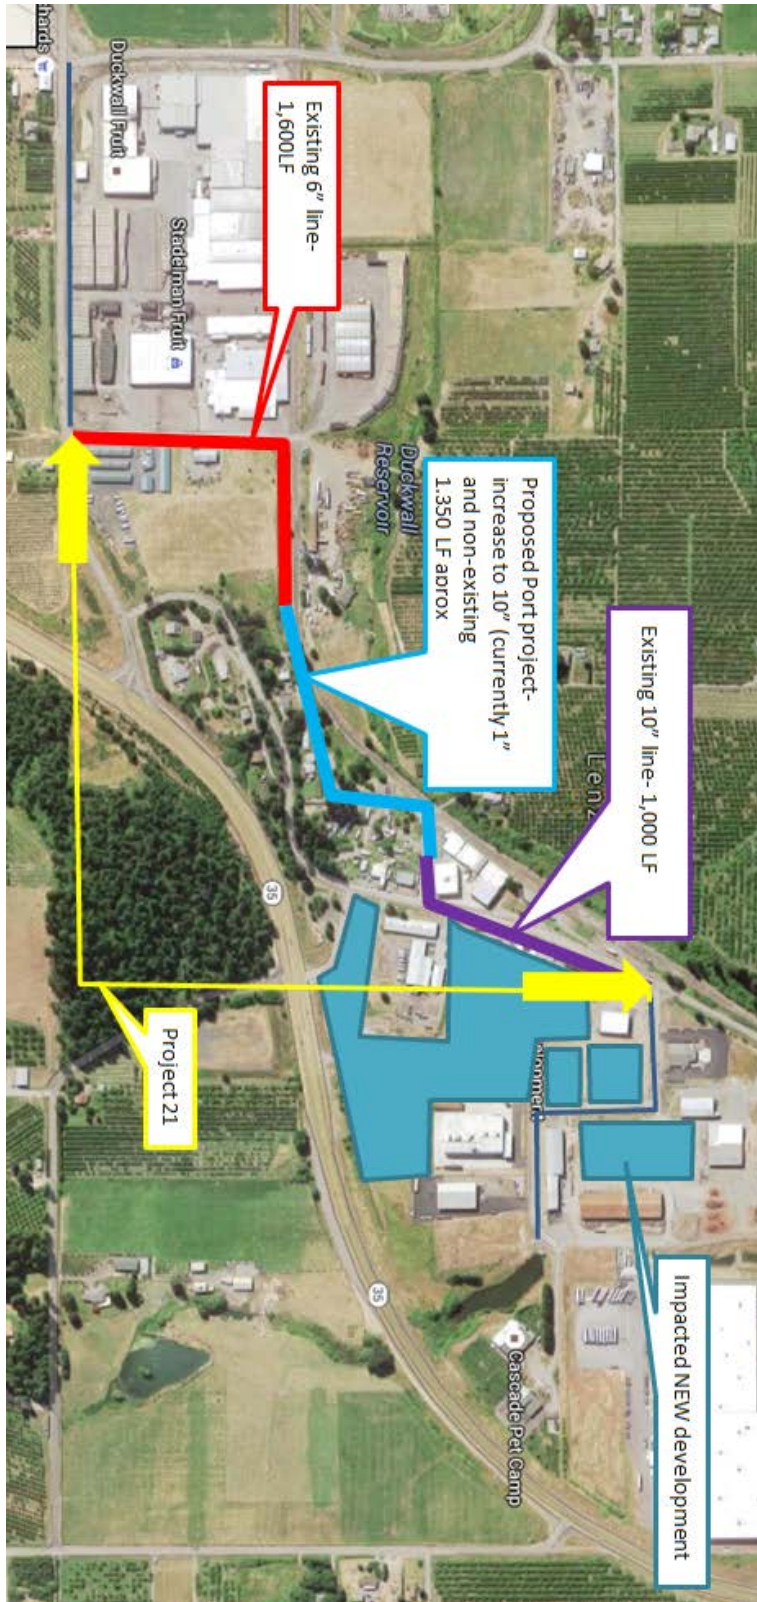 Impacted NEW development
Existing 10” line- 1,000 LF
Proposed Port project-
increase to 10” (currently 1”
and non-existing
1.350 LF aprox
Cascade Pet Camp
Duckwall
Reservoir
Existing 6” line-
1,600LF
35
35
Stadelman Fruit
Project 21
Duckwall Fruit